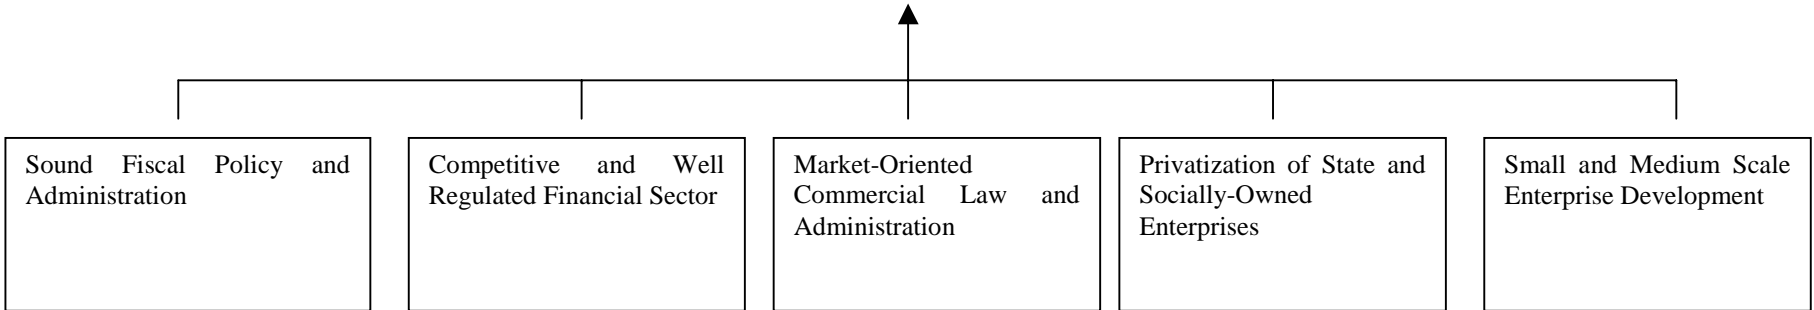 Sound Fiscal Policy and
Administration
Competitive and Well
Regulated Financial Sector
Market-Oriented
Commercial Law and
Administration
Privatization of State and
Socially-Owned
Enterprises
Small and Medium Scale
Enterprise Development